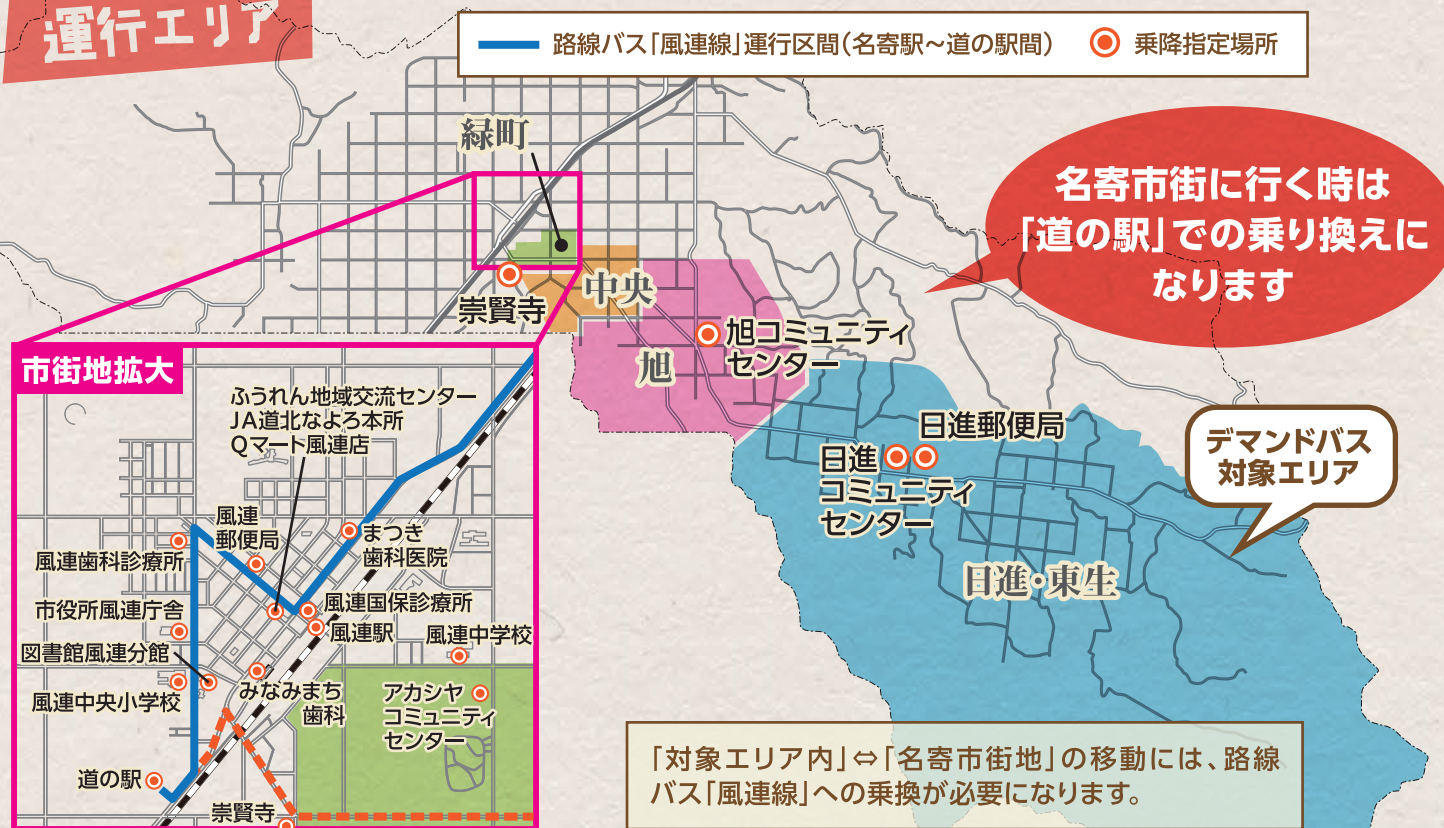 運行エリア
路線バス「風連線」運行区間(名寄駅~道の駅間)
乗降指定場所
名寄市街に行く時は
「道の駅」での乗り換えに
なります
緑町
崇賢寺
中央
旭コミュニティ
センター
旭
日進郵便局
日進
コミュニティ
センター
日進・東生
デマンドバス
対象エリア
市街地拡大
ふうれん地域交流センター
JA道北なよろ本所
Qマート風連店
風連
郵便局
まつき
歯科医院
風連歯科診療所
市役所風連庁舎
風連国保診療所
風連駅
風連中学校
図書館風連分館
風連中央小学校
みなみまち
歯科
アカシヤ
コミュニティ
センター
道の駅
崇賢寺
「対象エリア内」⇔「名寄市街地」の移動には、路線
バス「風連線」への乗換が必要になります。